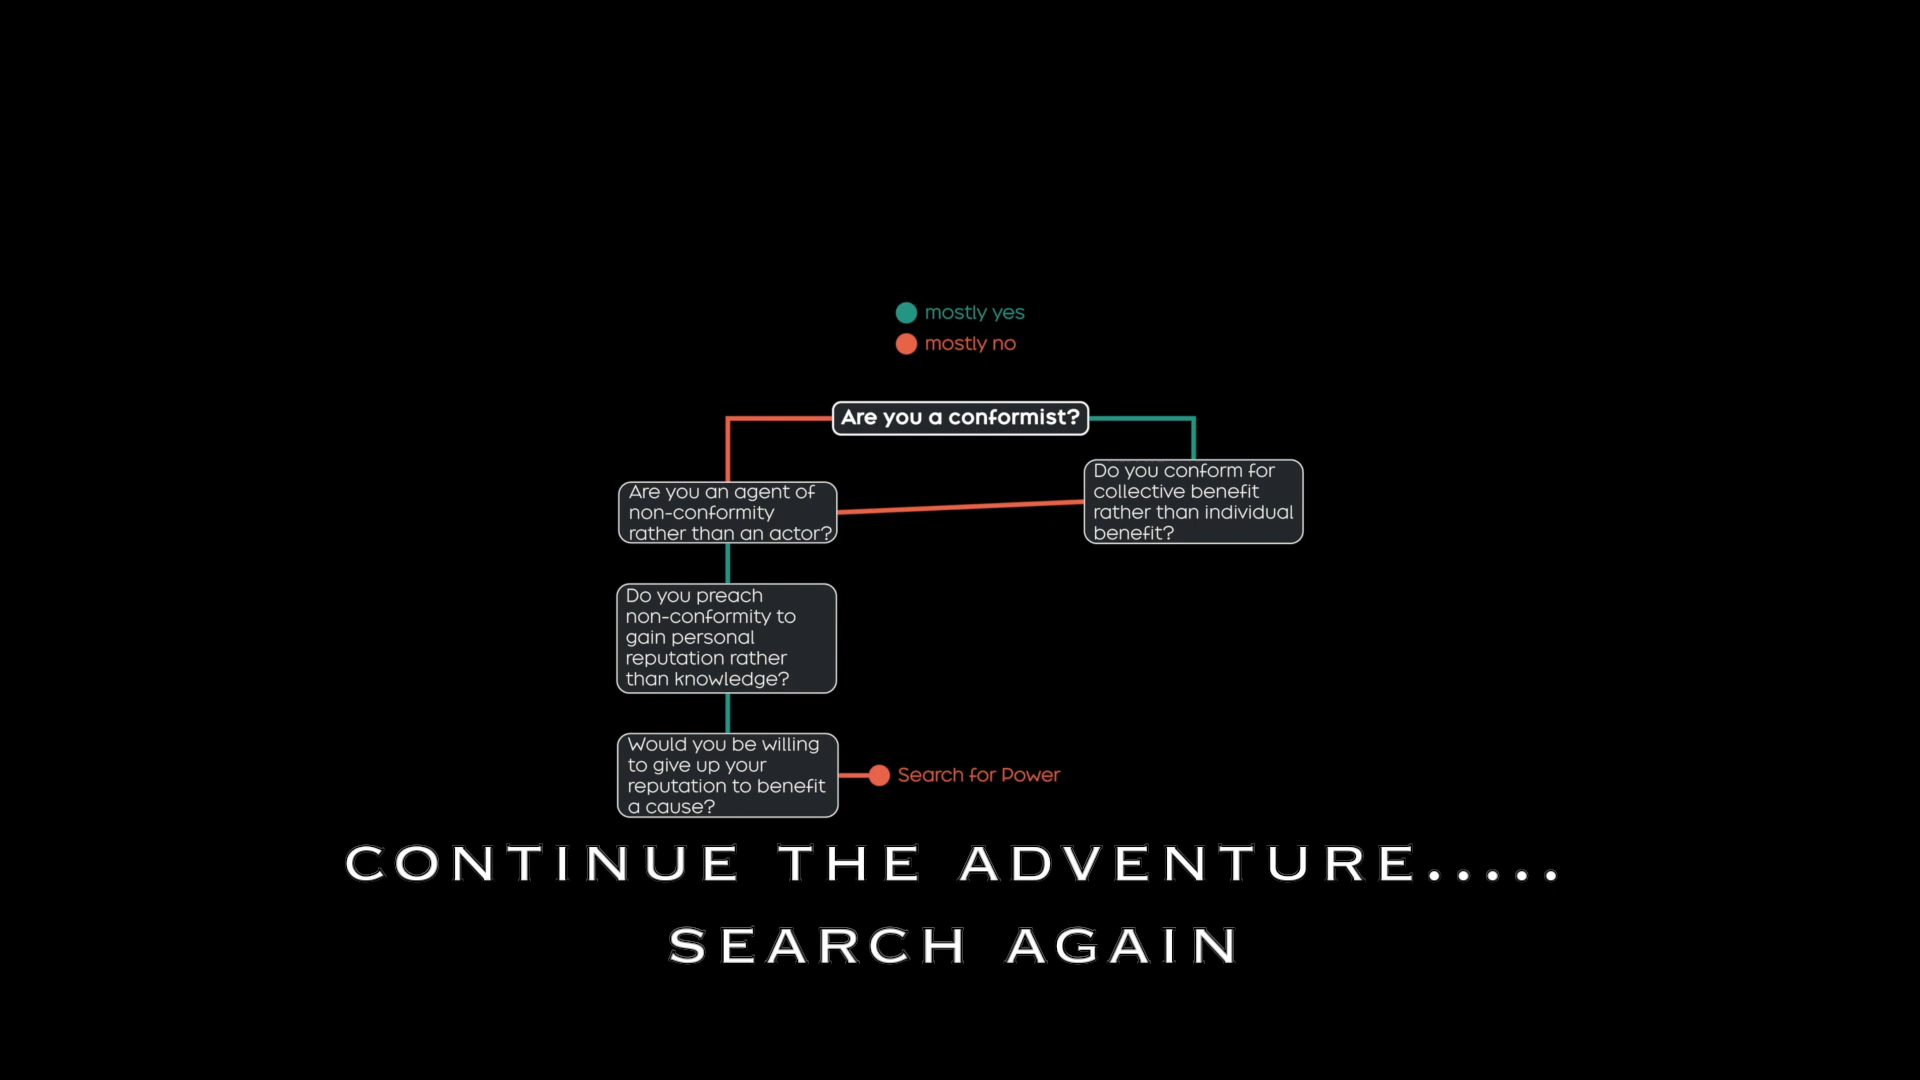 mostly yes
mostly no
Are you a conformist?
Do you conform for
collective benefit
rather than individual
benefit?
Are you an agent of
non-conformity
rather than an actor?
Do you preach
non-conformity to
gain personal
reputation rather
than knowledge?
Would you be willing
to give up your
reputation to benefit
a cause?
Search for Power
CONTINUE THE ADVENTURE.....
SEARCH AGAIN